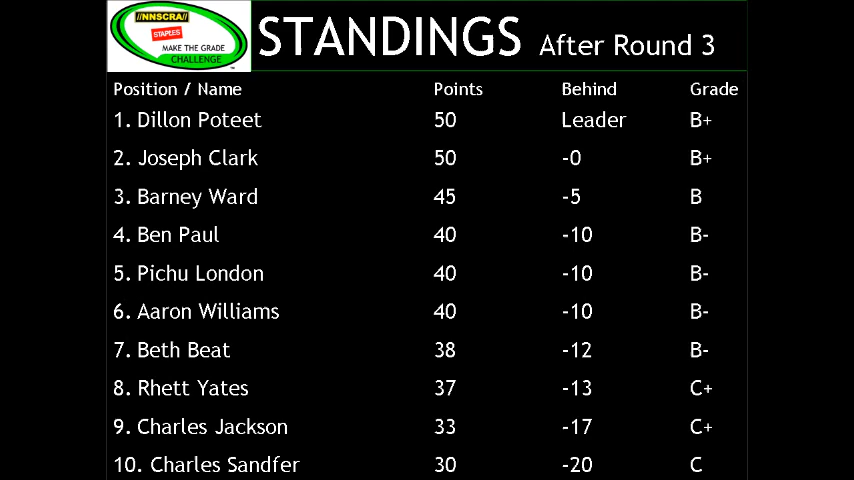 //NNSCRA//
STAPLES
MAKE THE GRADE
CHALLENGE
STANDINGS After Round 3
Position / Name Points Behind Grade
1. Dillon Poteet 50 Leader B+
2. Joseph Clark 50 -0 B+
3. Barney Ward 45 -5 B
4. Ben Paul 40 -10 B-
5. Pichu London 40 -10 B-
6. Aaron Williams 40 -10 B-
7. Beth Beat 38 -12 B-
8. Rhett Yates 37 -13 C+
9. Charles Jackson 33 -17 C+
10. Charles Sandfer 30 -20 C